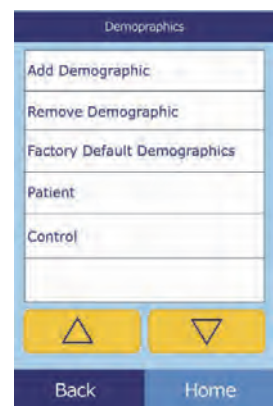 Demographics
Add Demographic
Remove Demographic
Factory Default Demographics
Patient
Control
Back Home